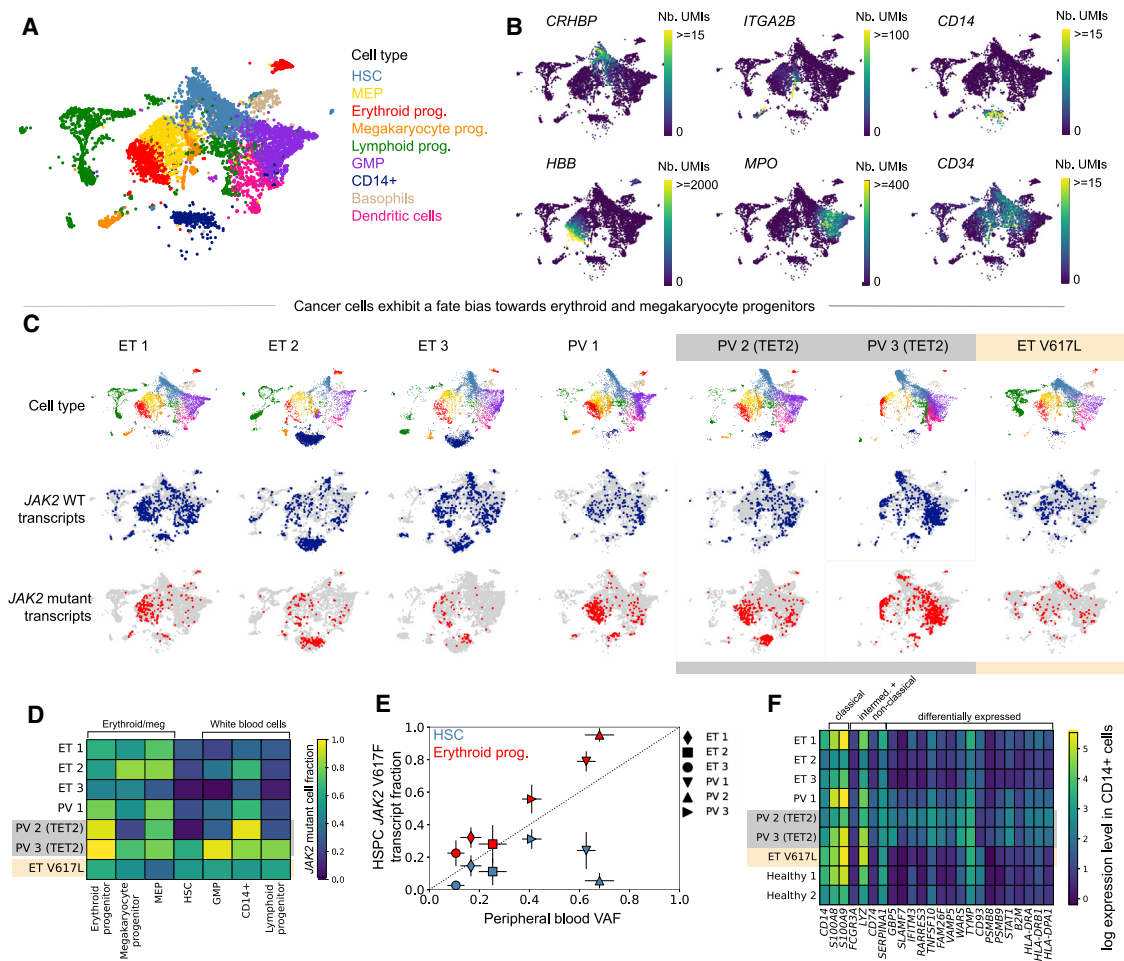 A
Cell type
HSC
MEP
Erythroid prog.
Megakaryocyte prog.
Lymphoid prog.
GMP
CD14+
Basophils
Dendritic cells
B
CRHBP
Nb. UMIs
>=15
0
ITGA2B
Nb. UMIs
>=100
0
CD14
Nb. UMIs
>=15
0
HBB
Nb. UMIs
>=2000
0
MPO
Nb. UMIs
>=400
0
CD34
Nb. UMIs
>=15
0
Cancer cells exhibit a fate bias towards erythroid and megakaryocyte progenitors
C
ET 1 ET 2 ET 3 PV 1 PV 2 (TET2) PV 3 (TET2) ET V617L
Cell type
JAK2 WT
transcripts
JAK2 mutant
transcripts
D
Erythroid/meg
White blood cells
ET 1
ET 2
ET 3
PV 1
PV 2 (TET2)
PV 3 (TET2)
ET V617L
Erythroid
progenitor
Megakaryocyte
progenitor
MEP
HSC
GMP
CD14+
Lymphoid
progenitor
1.0
0.8
0.6
0.4
0.2
0.0
JAK2 mutant cell fraction
E
HSC
Erythroid prog.
HSPC JAK2 V617F
transcript fraction
1.0
0.8
0.6
0.4
0.2
0.0
0.0 0.2 0.4 0.6 0.8 1.0
Peripheral blood VAF
ET 1
ET 2
ET 3
PV 1
PV 2
PV 3
F
classical
intermed. +
non-classical
differentially expressed
ET 1
ET 2
ET 3
PV 1
PV 2 (TET2)
PV 3 (TET2)
ET V617L
Healthy 1
Healthy 2
CD14
S100A8
S100A9
FCGR3A
LYZ
CD74
SERPINA1
GBP5
SLAMF7
IFITM3
RARRES3
TNFSF10
FAM26F
VAMP5
WARS
TYMP
CD93
PSMB8
PSMB9
STAT1
B2M
HLA-DRA
HLA-DRB1
HLA-DPA1
5
4
3
2
1
0
log expression level in CD14+ cells